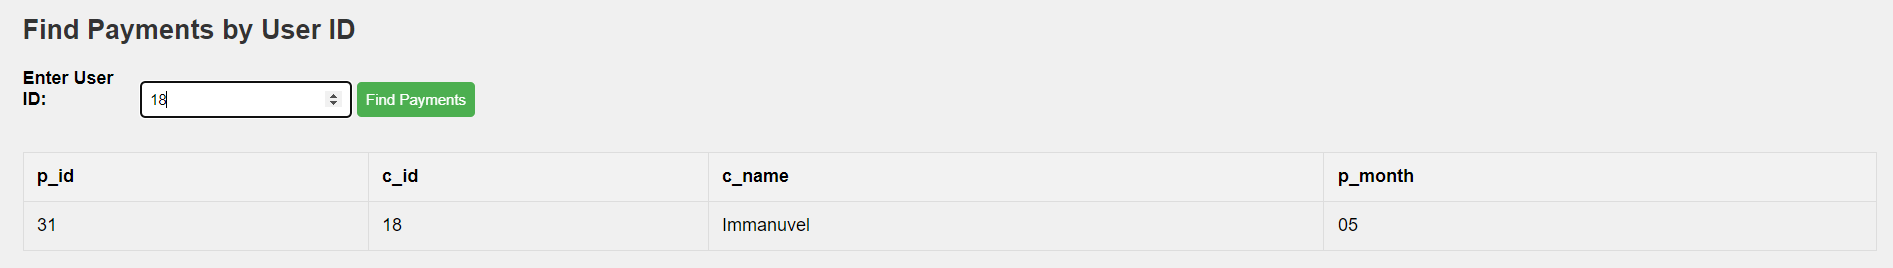 Find Payments by User ID
Enter User
ID:
18
Find Payments
p_id c_id c_name p_month
31 18 Immanuvel 05